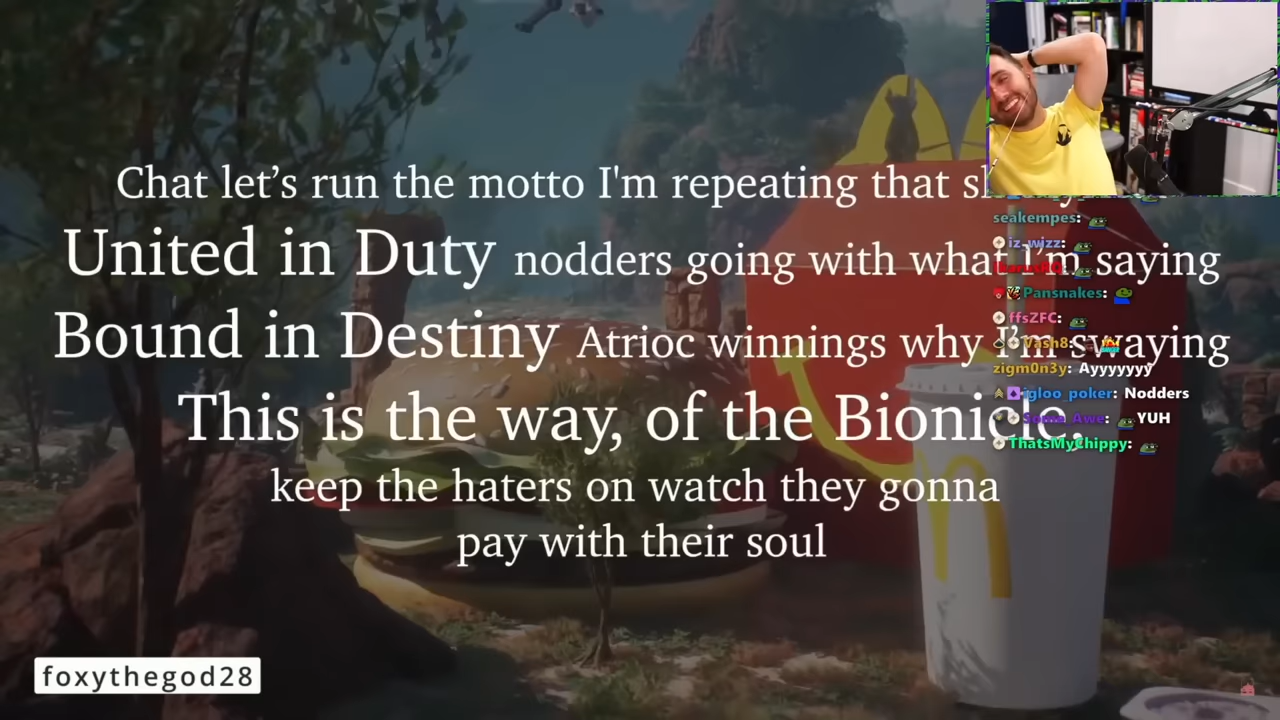 Chat let's run the motto I'm repeating that
United in Duty nodders going with what I'm saying
Bound in Destiny Atrioc winnings why I'm swaying
This is the way, of the
keep the haters on watch they gonna
pay with their soul
seakempes:
iz_wizz:
Pansnakes:
ffsZFC:
Vash8:
zigm0n3y: Ayyyyyyy
igloo_poker: Nodders
Soma_Awe: YUH
ThatsMyChippy:
foxythegod28